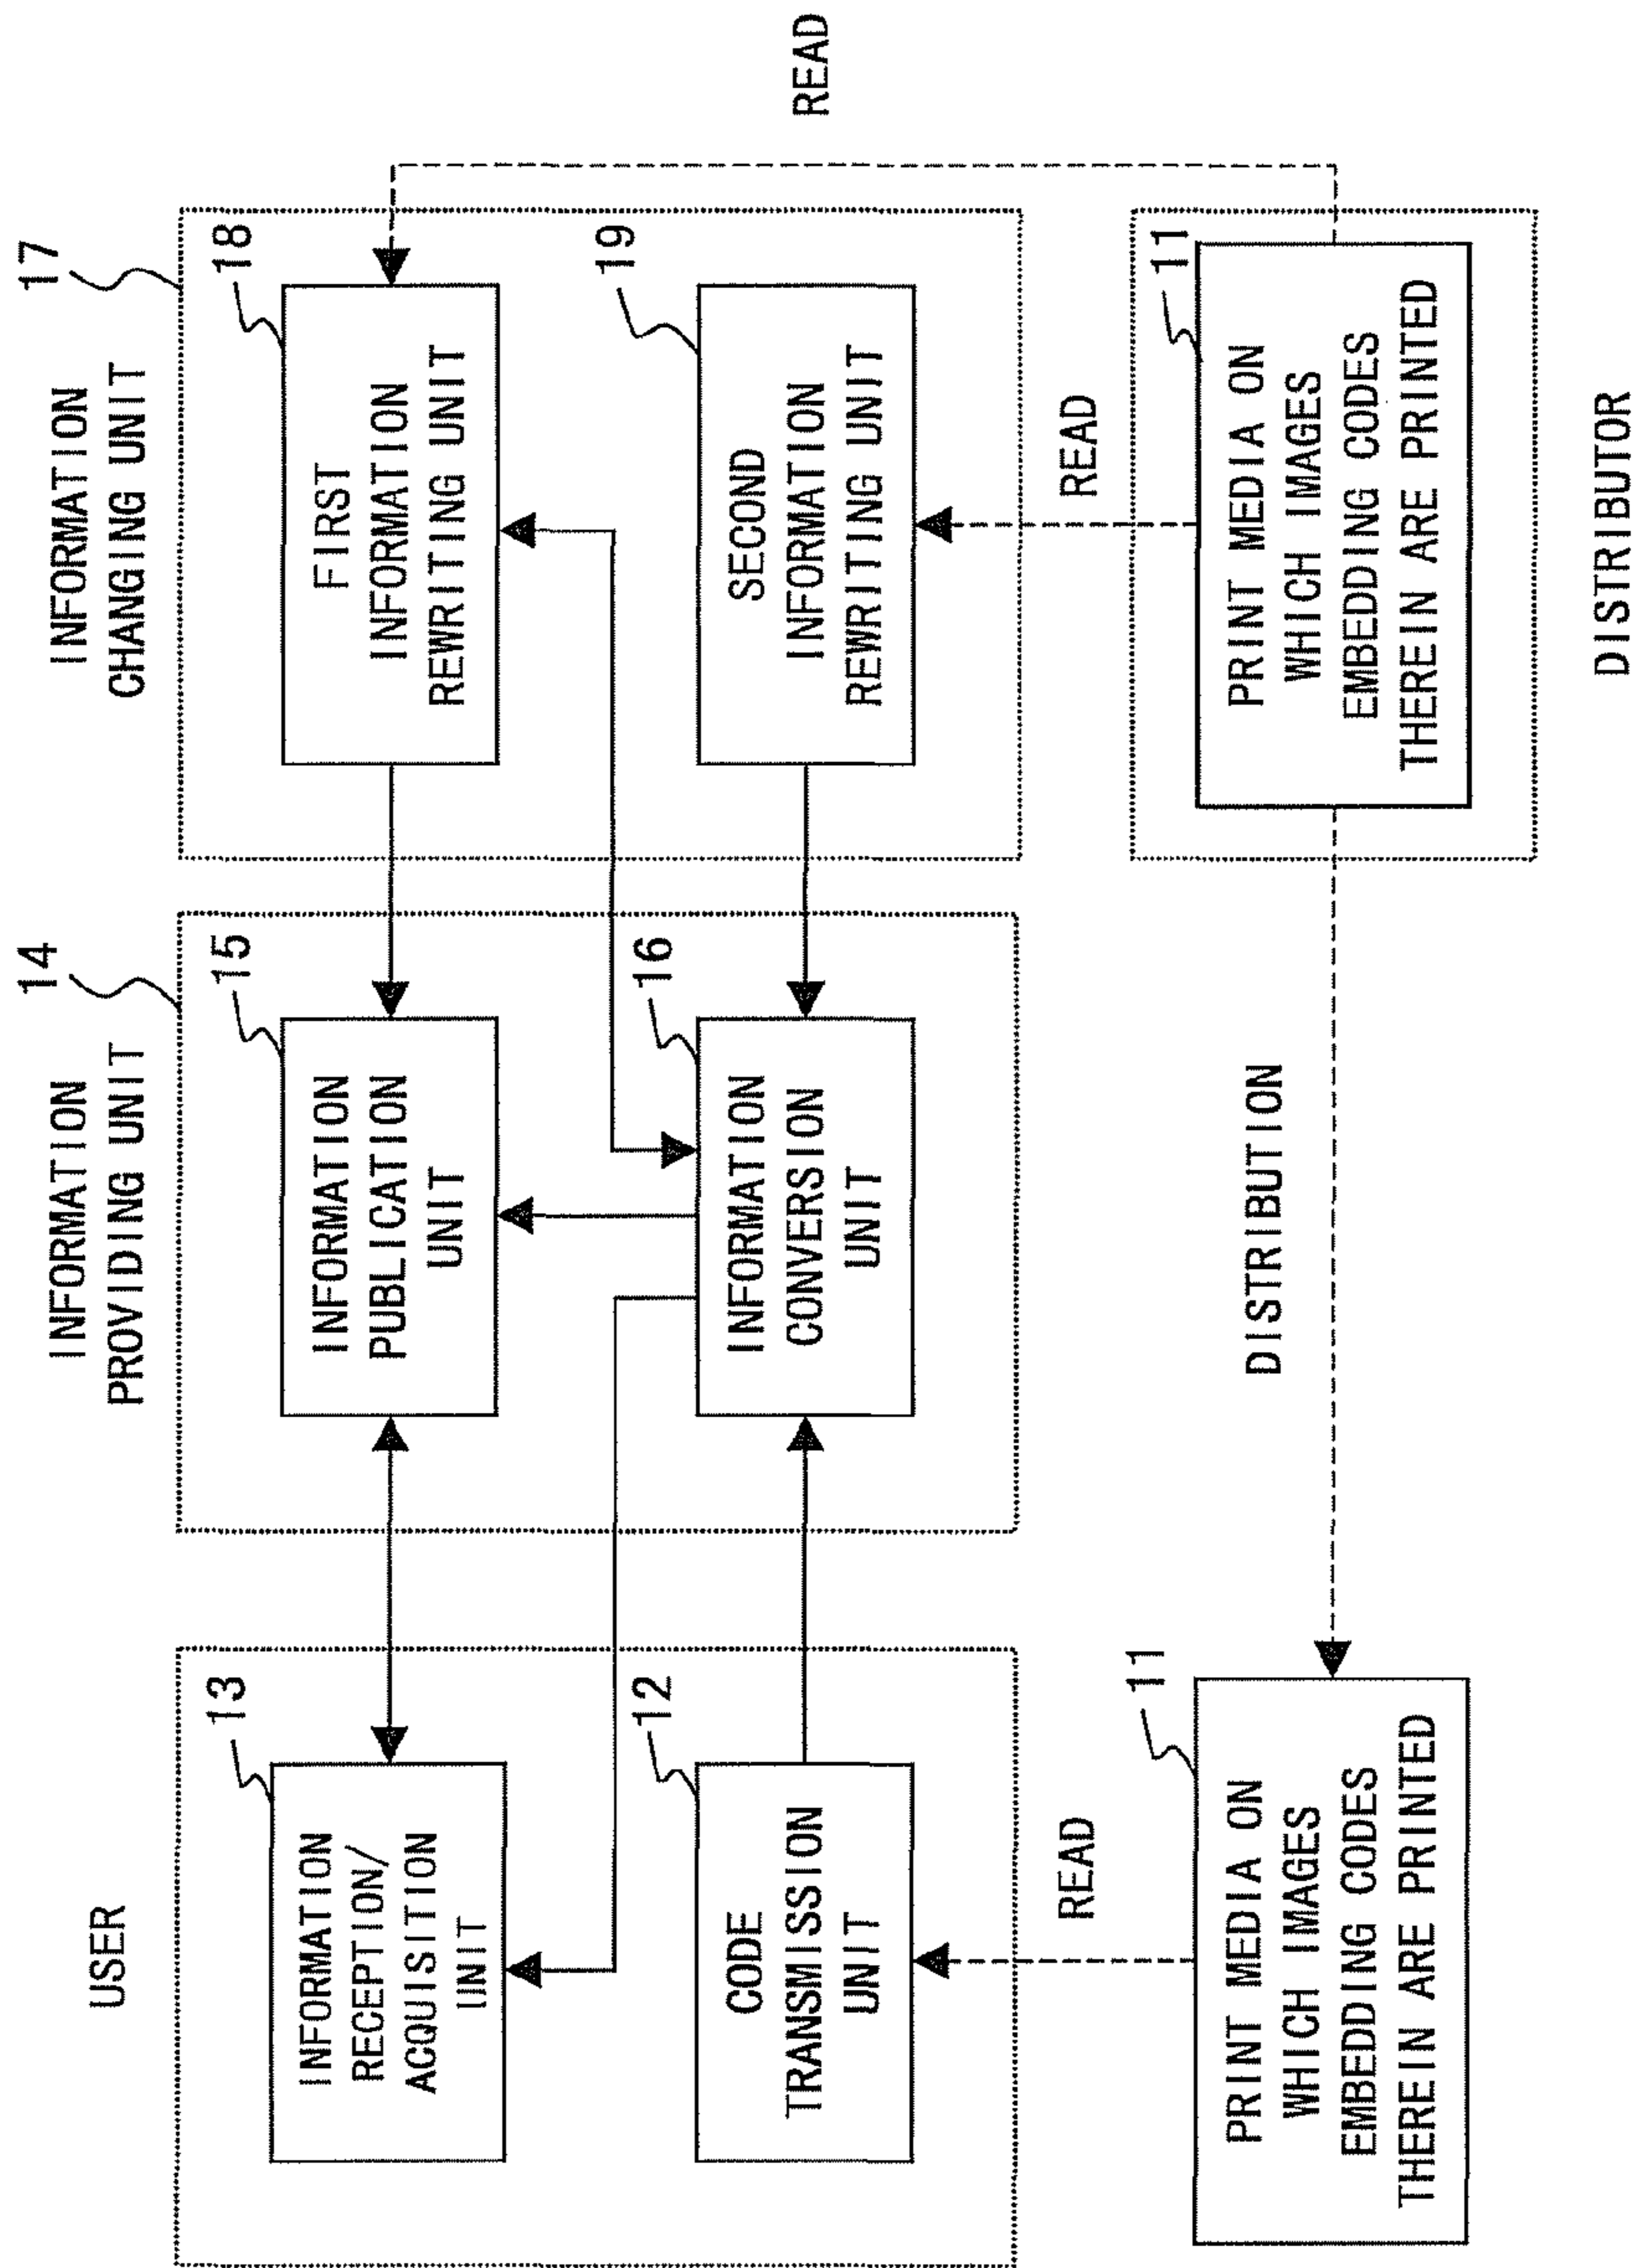 USER
INFORMATION
PROVIDING UNIT
14
INFORMATION
CHANGING UNIT
17
13
INFORMATION
RECEPTION/
ACQUISITION
UNIT
15
INFORMATION
PUBLICATION
UNIT
18
FIRST
INFORMATION
REWRITING UNIT
12
CODE
TRANSMISSION
UNIT
16
INFORMATION
CONVERSION
UNIT
19
SECOND
INFORMATION
REWRITING UNIT
READ
READ
READ
11
PRINT MEDIA ON
WHICH IMAGES
EMBEDDING CODES
THEREIN ARE PRINTED
DISTRIBUTION
11
PRINT MEDIA ON
WHICH IMAGES
EMBEDDING CODES
THEREIN ARE PRINTED
DISTRIBUTOR